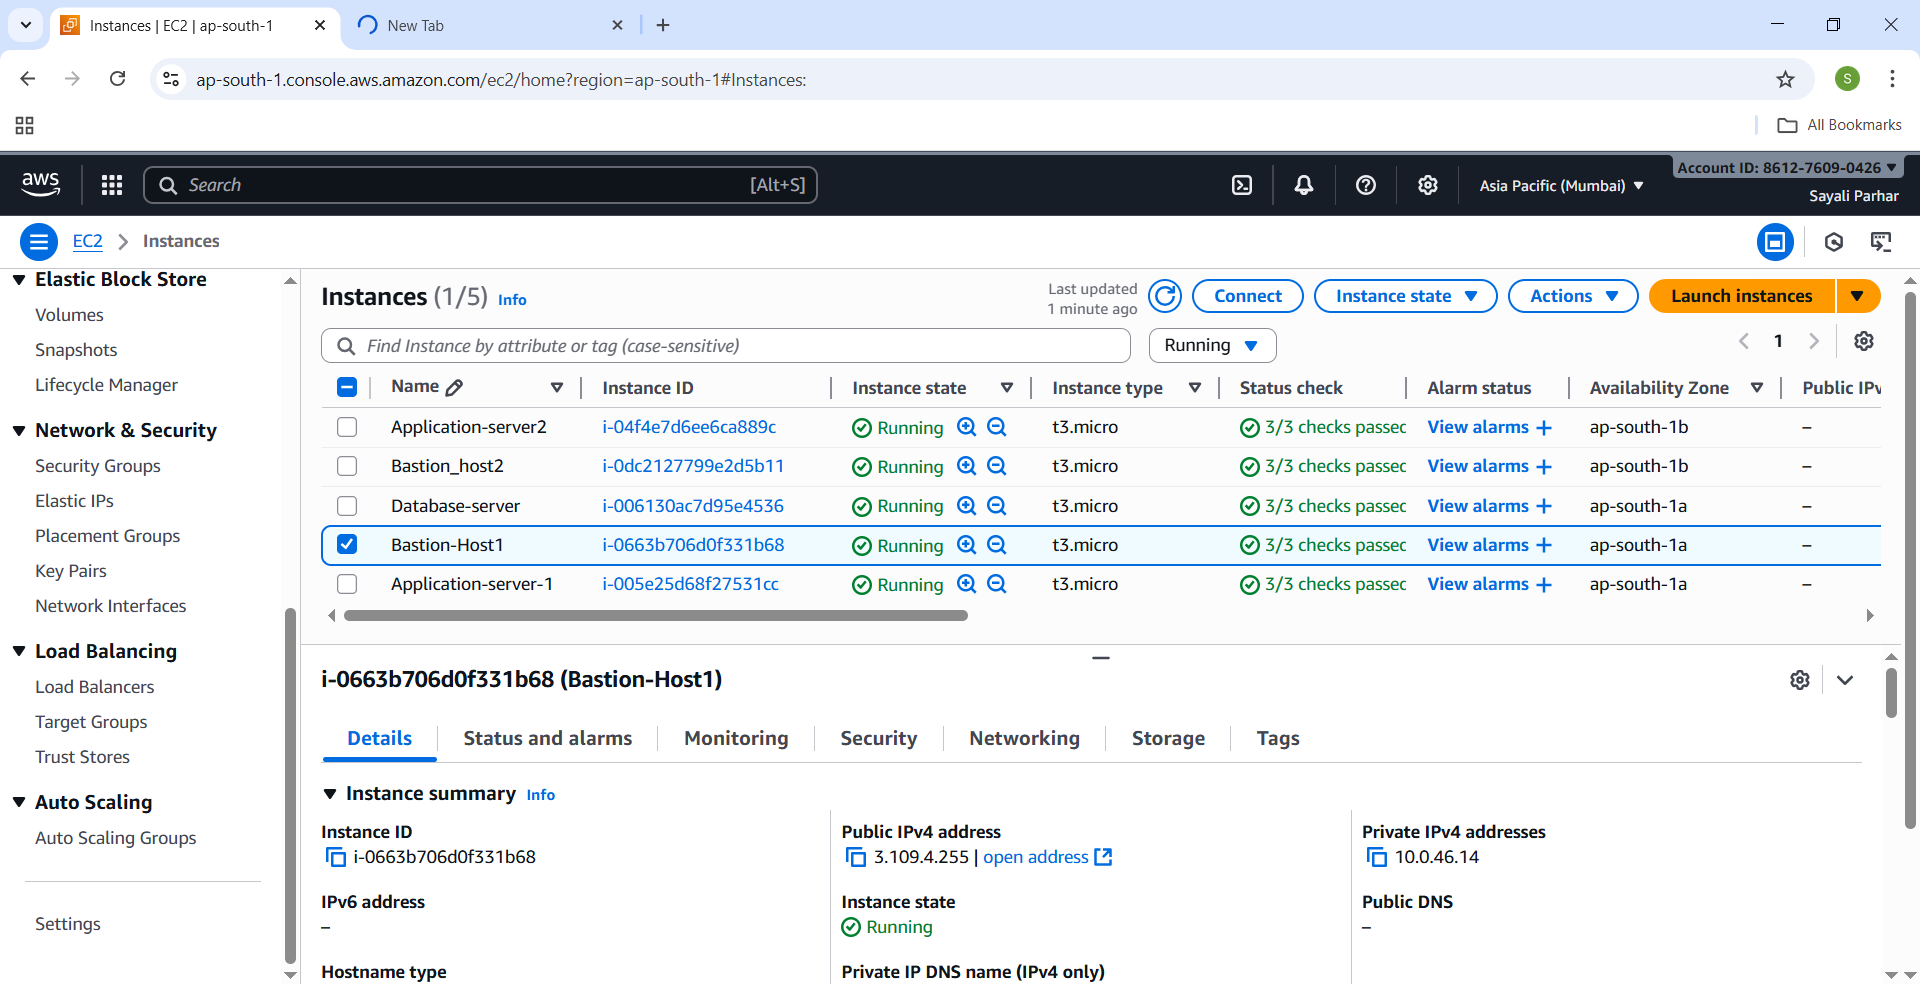 Instances | EC2 | ap-south-1
New Tab
ap-south-1.console.aws.amazon.com/ec2/home?region=ap-south-1#Instances:
S
All Bookmarks
aws
Search
[Alt+S]
Asia Pacific (Mumbai)
Account ID: 8612-7609-0426
Sayali Parhar
EC2
Instances
Elastic Block Store
Volumes
Snapshots
Lifecycle Manager
Network & Security
Security Groups
Elastic IPs
Placement Groups
Key Pairs
Network Interfaces
Load Balancing
Load Balancers
Target Groups
Trust Stores
Auto Scaling
Auto Scaling Groups
Settings
Instances (1/5) Info
Last updated
1 minute ago
Connect
Instance state
Actions
Launch instances
Find Instance by attribute or tag (case-sensitive)
Running
1
Name Instance ID Instance state Instance type Status check Alarm status Availability Zone Public IPv
Application-server2 i-04f4e7d6ee6ca889c Running t3.micro 3/3 checks passed View alarms + ap-south-1b –
Bastion_host2 i-0dc2127799e2d5b11 Running t3.micro 3/3 checks passed View alarms + ap-south-1b –
Database-server i-006130ac7d95e4536 Running t3.micro 3/3 checks passed View alarms + ap-south-1a –
Bastion-Host1 i-0663b706d0f331b68 Running t3.micro 3/3 checks passed View alarms + ap-south-1a –
Application-server-1 i-005e25d68f27531cc Running t3.micro 3/3 checks passed View alarms + ap-south-1a –
i-0663b706d0f331b68 (Bastion-Host1)
Details
Status and alarms
Monitoring
Security
Networking
Storage
Tags
Instance summary Info
Instance ID
i-0663b706d0f331b68
Public IPv4 address
3.109.4.255 | open address
Private IPv4 addresses
10.0.46.14
IPv6 address
–
Instance state
Running
Public DNS
–
Hostname type
Private IP DNS name (IPv4 only)